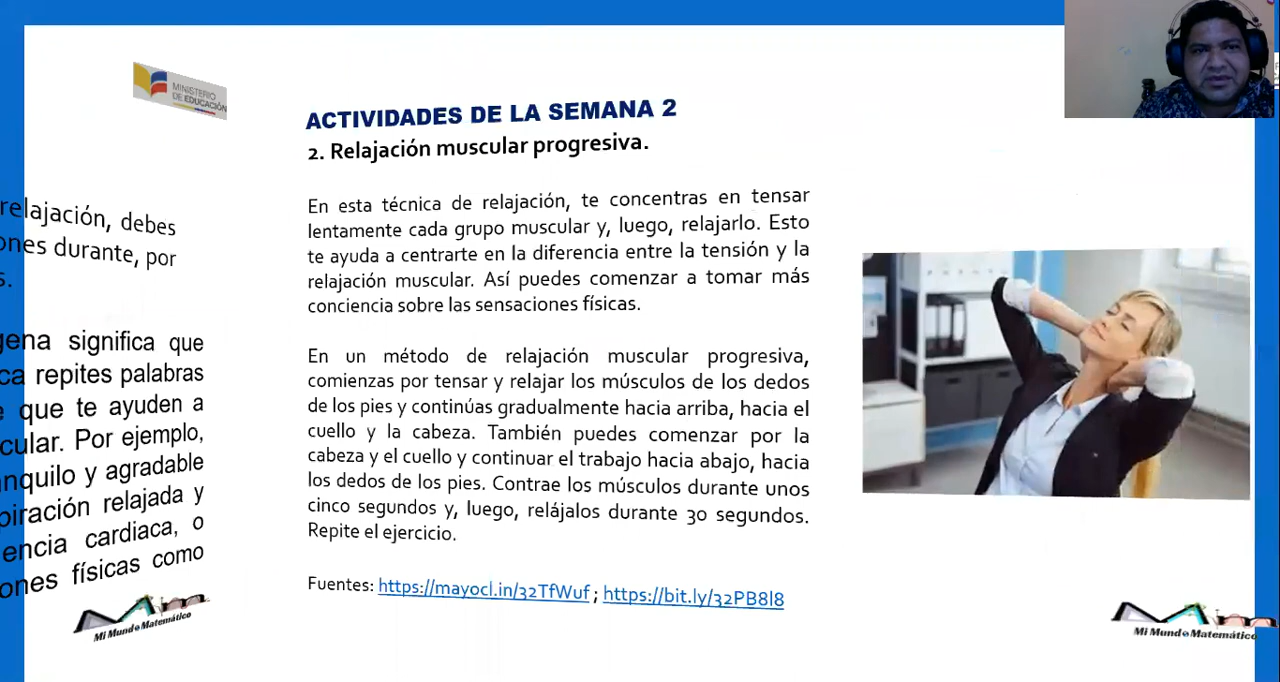 MINISTERIO
DE EDUCACIÓN
relajación, debes
ones durante, por
s.
gena significa que
ca repites palabras
e que te ayuden a
cular. Por ejemplo,
anquilo y agradable
piración relajada y
encia cardiaca, o
ones físicas como
Mi Mundo Matemático
ACTIVIDADES DE LA SEMANA 2
2. Relajación muscular progresiva.
En esta técnica de relajación, te concentras en tensar
lentamente cada grupo muscular y, luego, relajarlo. Esto
te ayuda a centrarte en la diferencia entre la tensión y la
relajación muscular. Así puedes comenzar a tomar más
conciencia sobre las sensaciones físicas.
En un método de relajación muscular progresiva,
comienzas por tensar y relajar los músculos de los dedos
de los pies y continúas gradualmente hacia arriba, hacia el
cuello y la cabeza. También puedes comenzar por la
cabeza y el cuello y continuar el trabajo hacia abajo, hacia
los dedos de los pies. Contrae los músculos durante unos
cinco segundos y, luego, relájalos durante 30 segundos.
Repite el ejercicio.
Fuentes: https://mayocl.in/32TfWuf ; https://bit.ly/32PB8l8
Mi Mundo Matemático